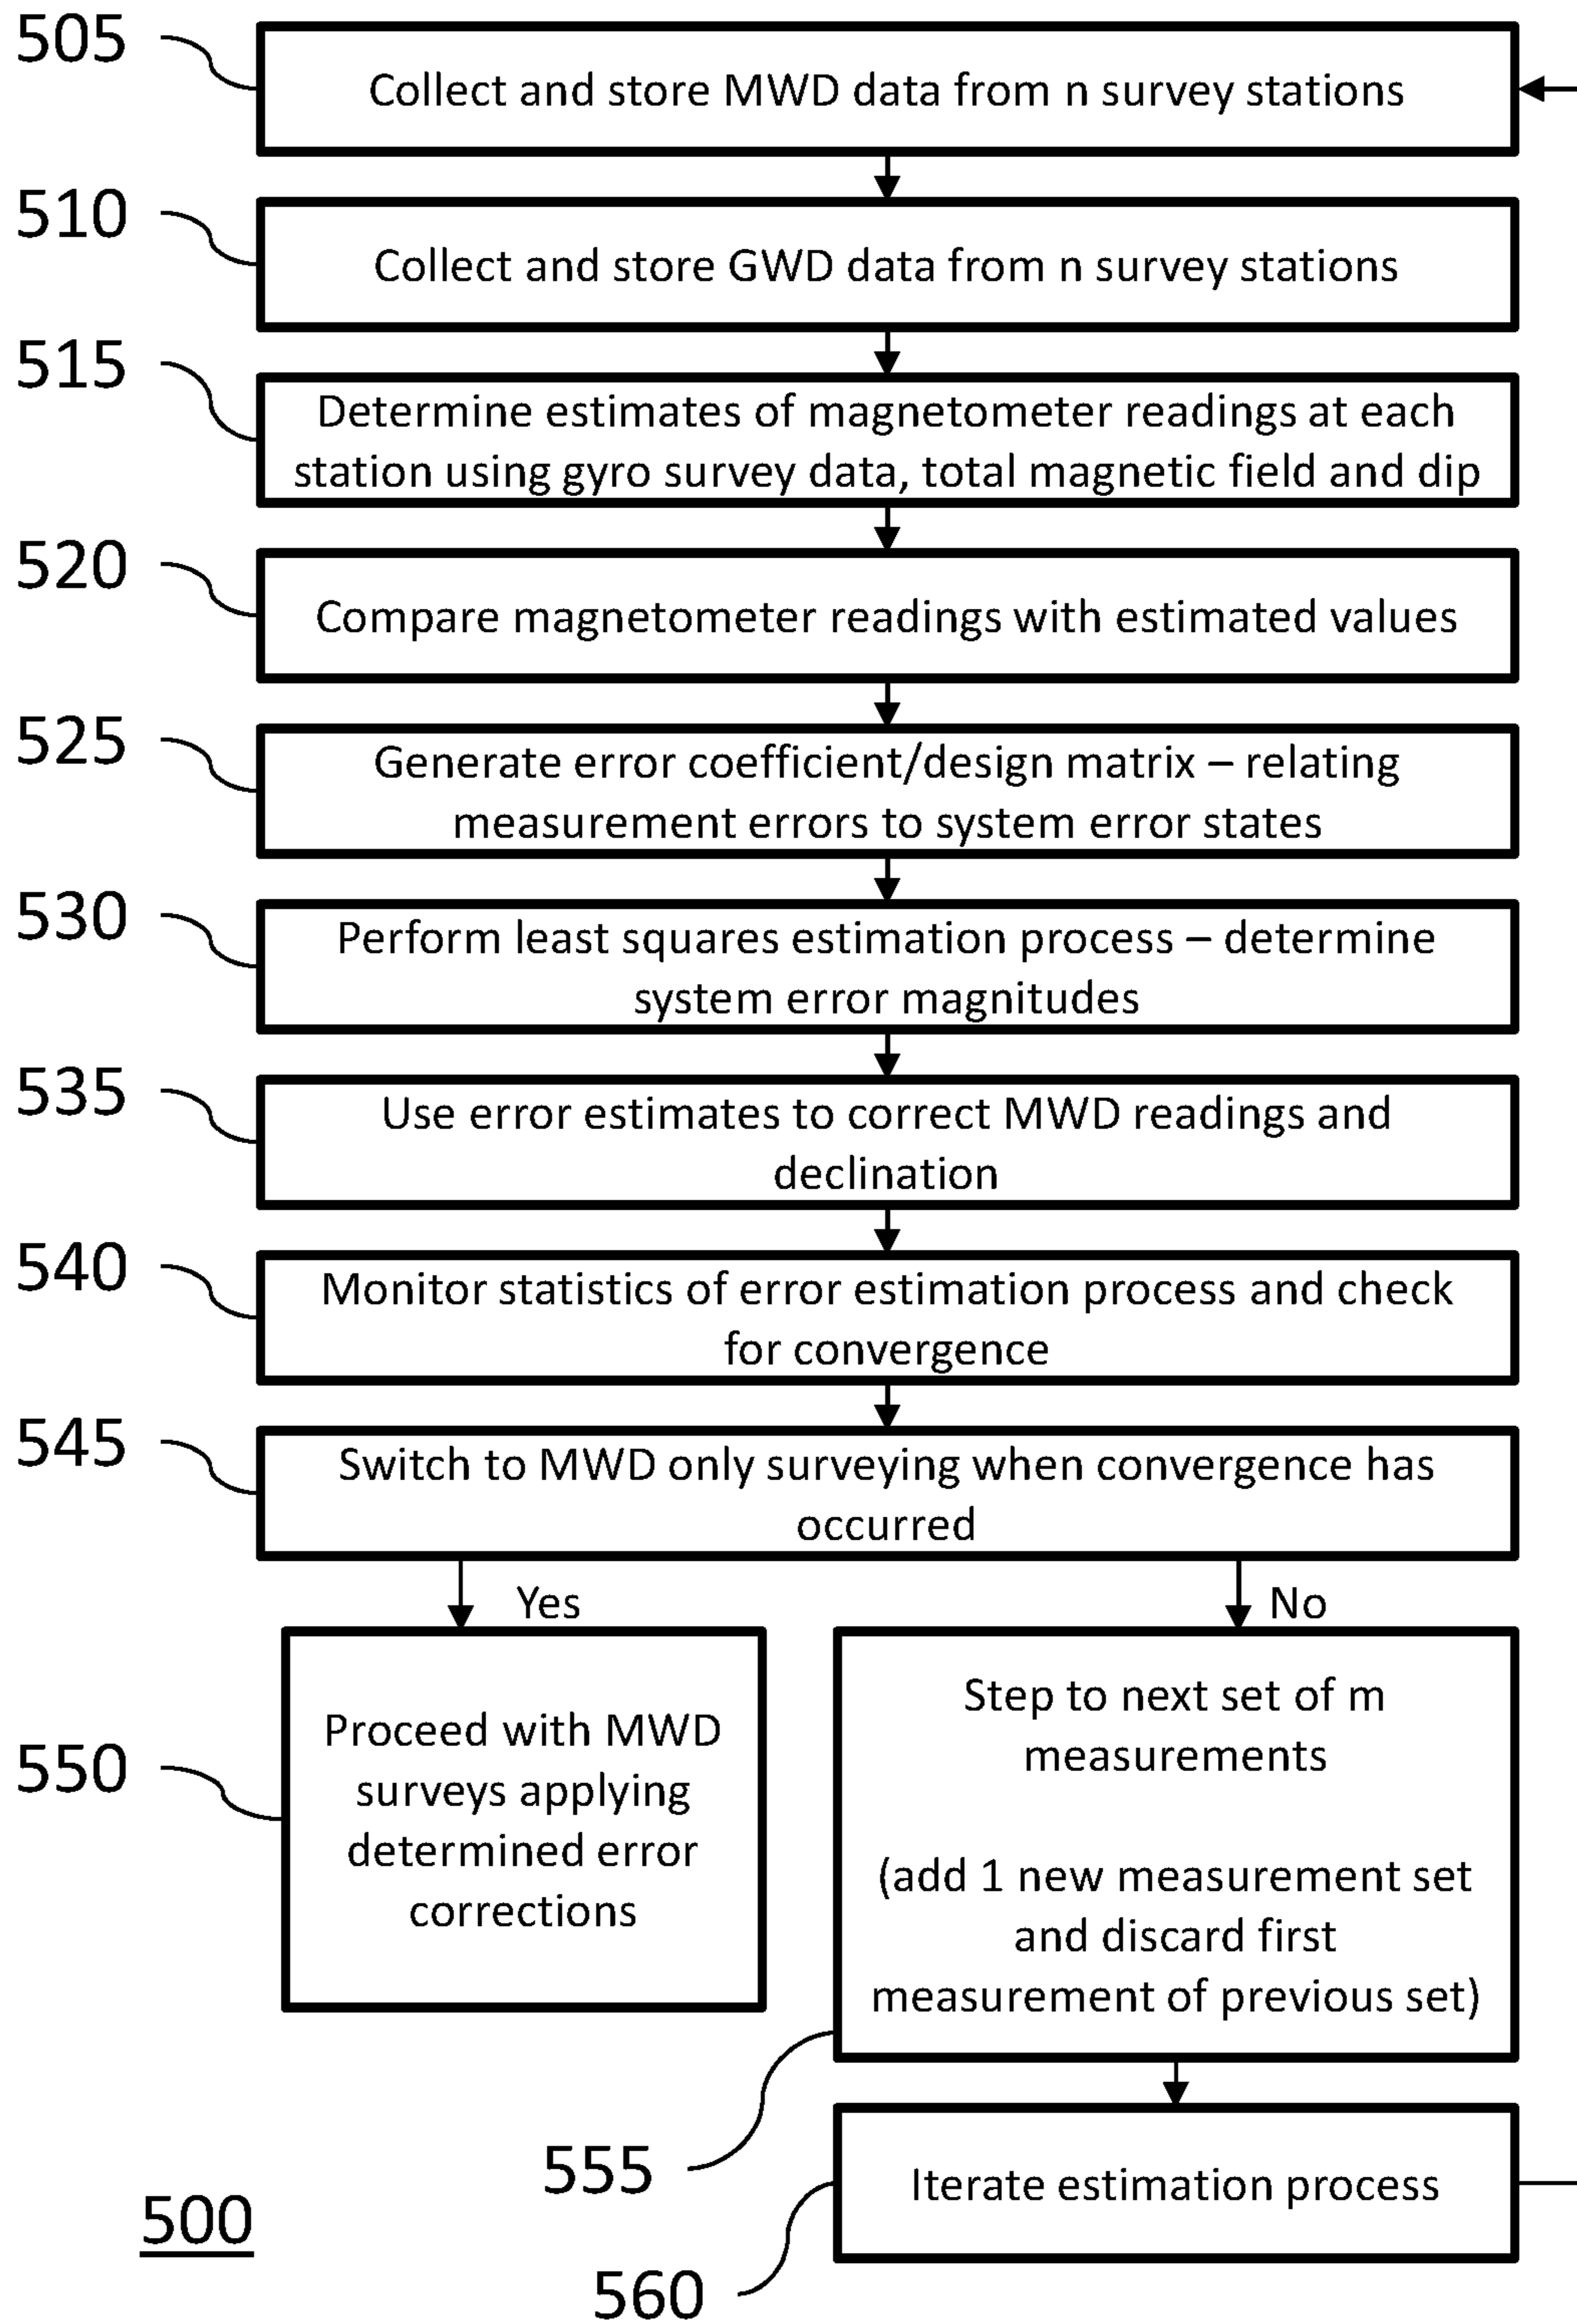 505
Collect and store MWD data from n survey stations
510
Collect and store GWD data from n survey stations
515
Determine estimates of magnetometer readings at each
station using gyro survey data, total magnetic field and dip
520
Compare magnetometer readings with estimated values
525
Generate error coefficient/design matrix – relating
measurement errors to system error states
530
Perform least squares estimation process – determine
system error magnitudes
535
Use error estimates to correct MWD readings and
declination
540
Monitor statistics of error estimation process and check
for convergence
545
Switch to MWD only surveying when convergence has
occurred
Yes
No
550
Proceed with MWD
surveys applying
determined error
corrections
Step to next set of m
measurements
(add 1 new measurement set
and discard first
measurement of previous set)
555
Iterate estimation process
560
500